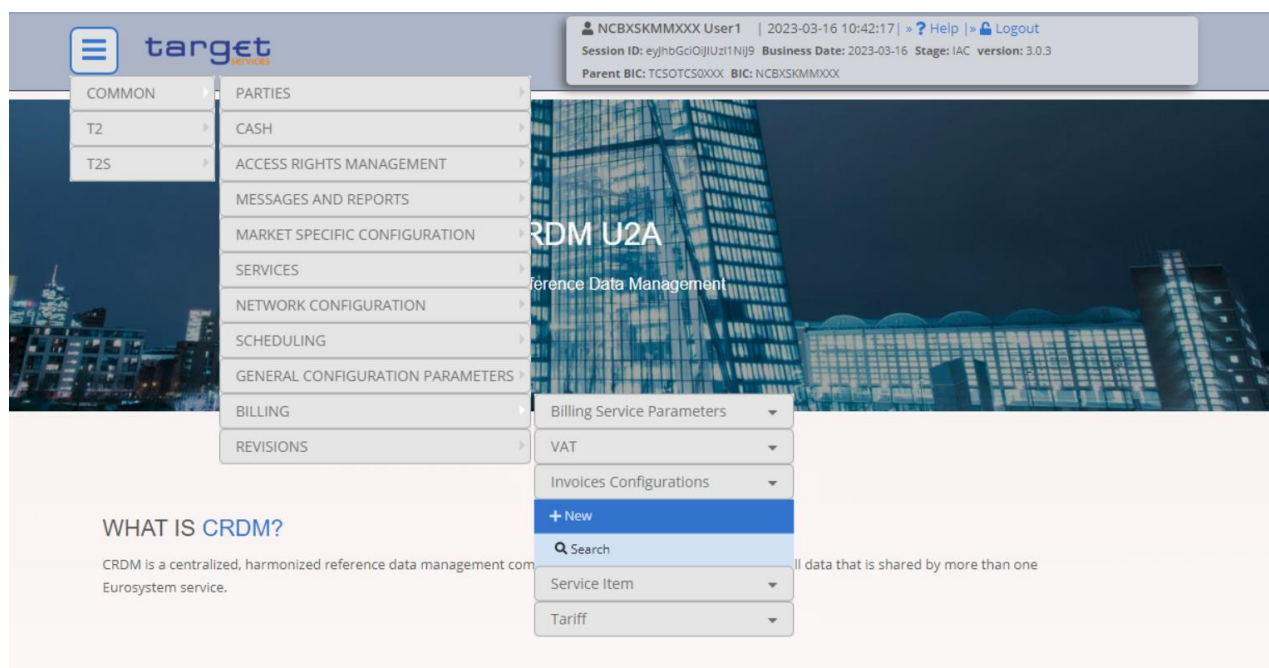 NCBXSKMMXXX User1 | 2023-03-16 10:42:17| » ? Help |» Logout
target
services
Session ID: eyJhbGciOiJIUzI1NiJ9 Business Date: 2023-03-16 Stage: IAC version: 3.0.3
Parent BIC: TCSOTCS0XXX BIC: NCBXSKMMXXX
COMMON
PARTIES
T2
CASH
T2S
ACCESS RIGHTS MANAGEMENT
MESSAGES AND REPORTS
MARKET SPECIFIC CONFIGURATION
RDM U2A
SERVICES
ference Data Management
NETWORK CONFIGURATION
SCHEDULING
GENERAL CONFIGURATION PARAMETERS
BILLING
Billing Service Parameters
REVISIONS
VAT
Invoices Configurations
+ New
Search
WHAT IS CRDM?
CRDM is a centralized, harmonized reference data management com ll data that is shared by more than one
Eurosystem service.
Service Item
Tariff